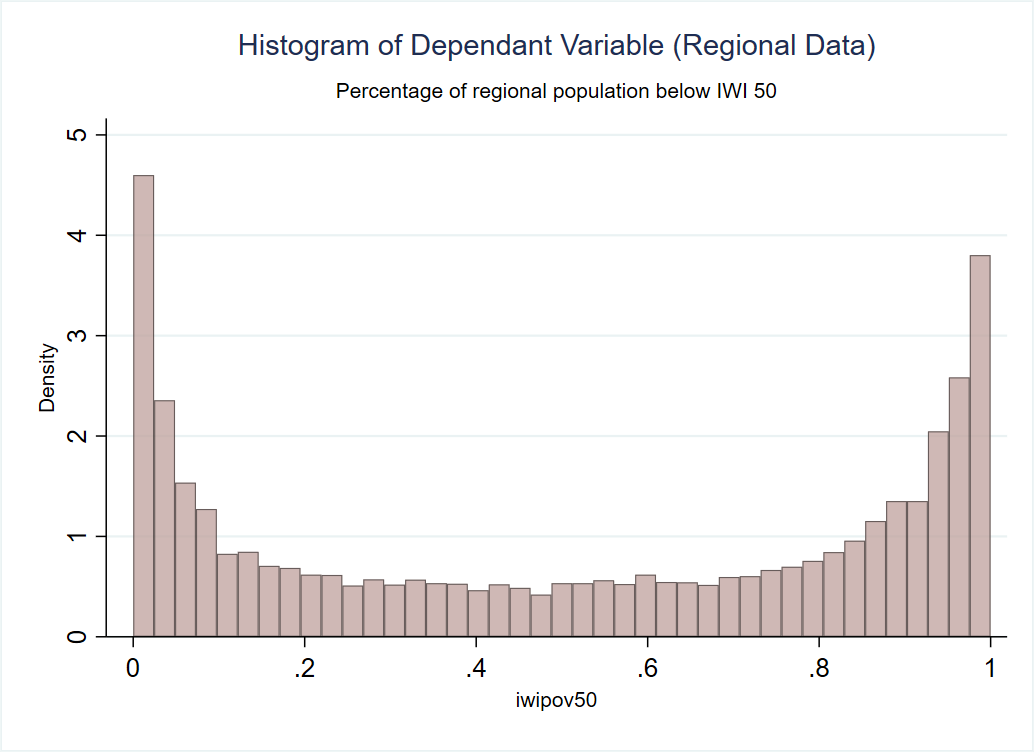 Histogram of Dependant Variable (Regional Data)
Percentage of regional population below IWI 50
5
4
3
2
1
0
Density
0 .2 .4 .6 .8 1
iwipov50